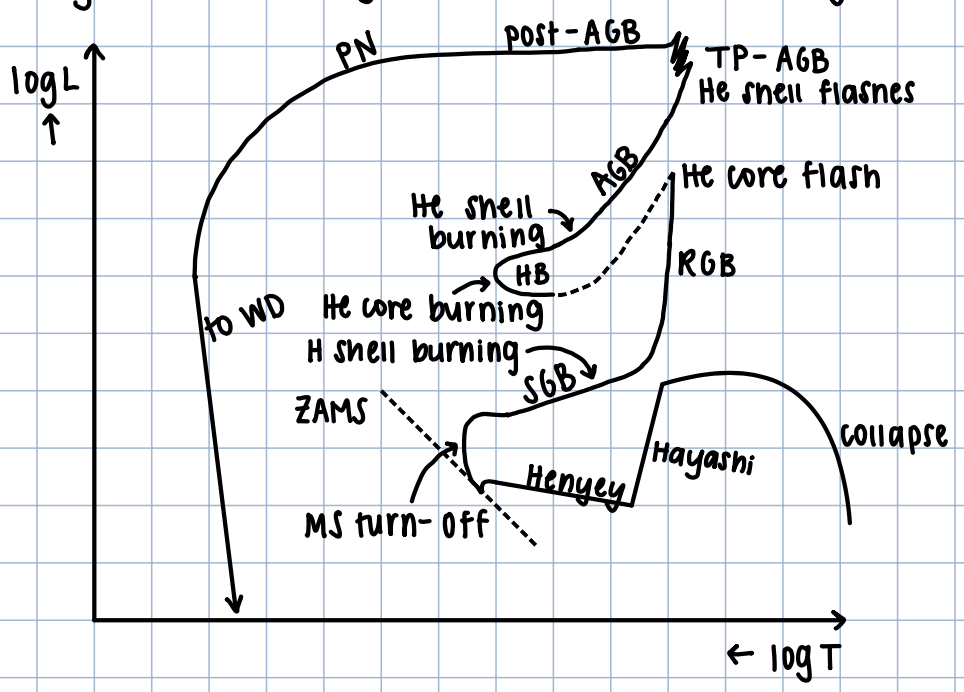 log L
PN
post-AGB
TP-AGB
He shell flasnes
AGB
He core flash
He shell
burning
HB
RGB
to WD
He core burning
H shell burning
SGB
ZAMS
Henyey
Hayashi
collapse
MS turn-off
← log T